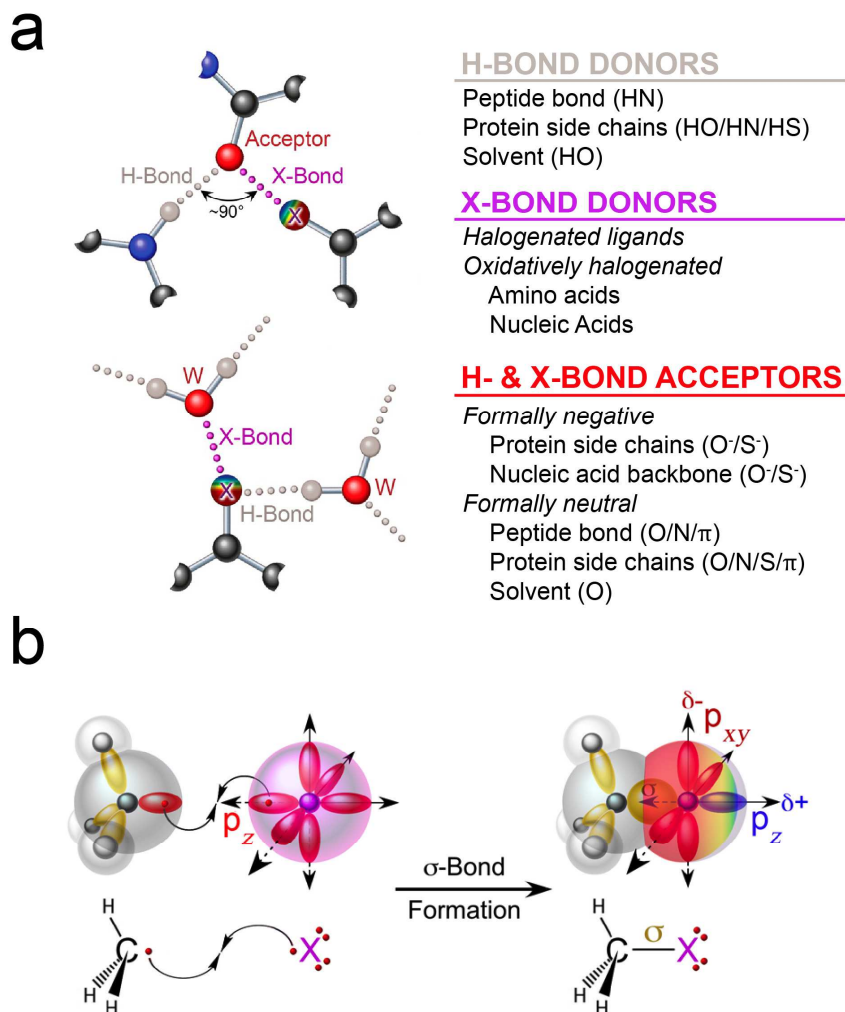 a
Acceptor
H-Bond
X-Bond
~90°
X
W
X-Bond
X
H-Bond
W
H-BOND DONORS
Peptide bond (HN)
Protein side chains (HO/HN/HS)
Solvent (HO)
X-BOND DONORS
Halogenated ligands
Oxidatively halogenated
Amino acids
Nucleic Acids
H- & X-BOND ACCEPTORS
Formally negative
Protein side chains (O⁻/S⁻)
Nucleic acid backbone (O⁻/S⁻)
Formally neutral
Peptide bond (O/N/π)
Protein side chains (O/N/S/π)
Solvent (O)
b
pz
σ-Bond
Formation
δ-
pxy
σ
pz
δ+
H
C
H
H
X
H
C
σ
X
H
H